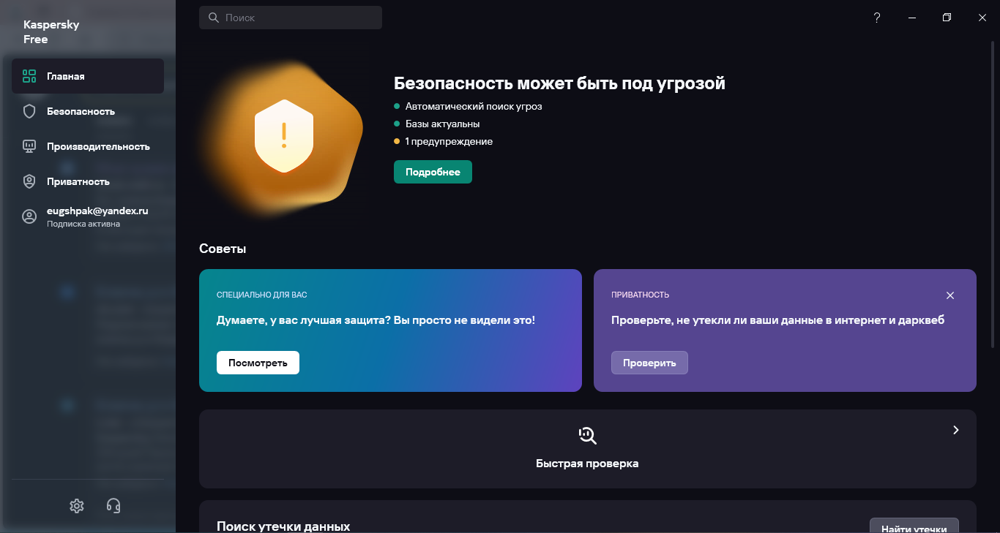 Kaspersky
Free
Главная
Безопасность
Производительность
Приватность
eugshpak@yandex.ru
Подписка активна
Поиск
?
Безопасность может быть под угрозой
Автоматический поиск угроз
Базы актуальны
1 предупреждение
Подробнее
Советы
СПЕЦИАЛЬНО ДЛЯ ВАС
Думаете, у вас лучшая защита? Вы просто не видели это!
Посмотреть
ПРИВАТНОСТЬ
Проверьте, не утекли ли ваши данные в интернет и дарквеб
Проверить
Быстрая проверка
Поиск утечки данных
Найти утечки